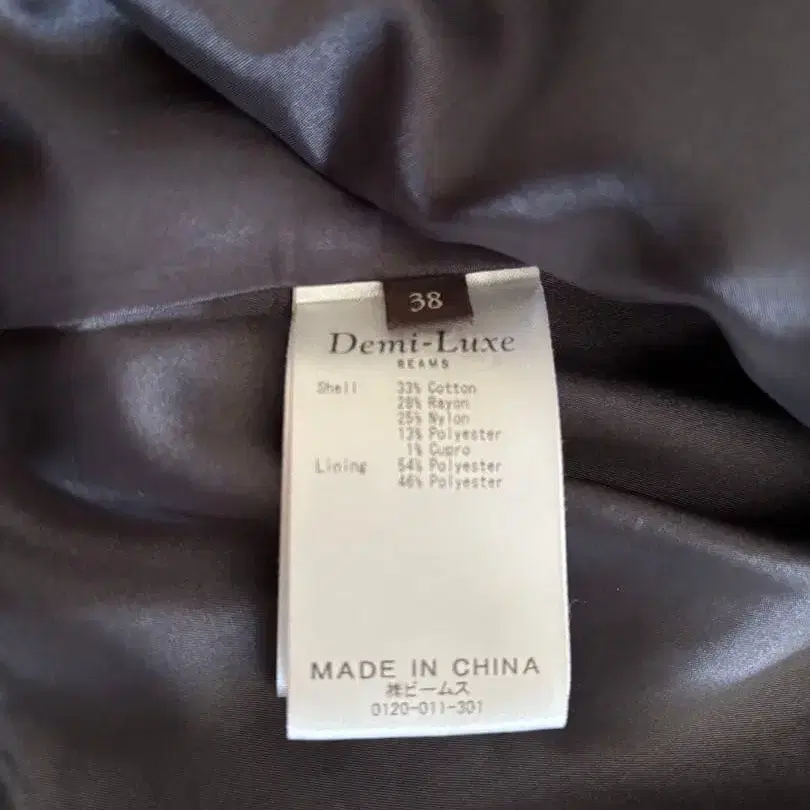 38
Demi-Luxe
BEAMS
Shell 33% Cotton
28% Rayon
25% Nylon
13% Polyester
1% Cupro
Lining 54% Polyester
46% Polyester
MADE IN CHINA
㈱ビームス
0120-011-301